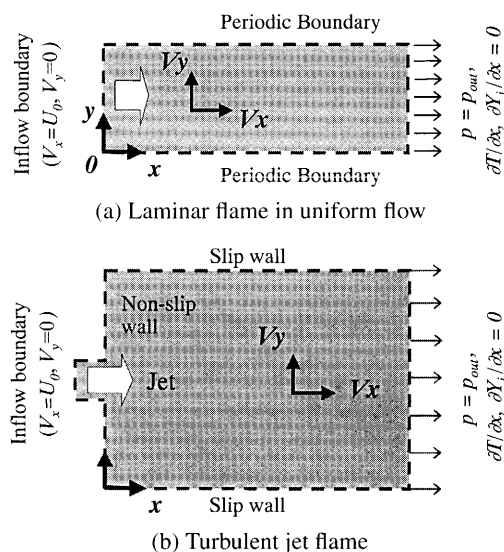 Periodic Boundary
Inflow boundary
(Vx=U0, Vy=0)
Vy
Vx
y
0
x
p = pout,
∂T/∂x, ∂Yi/∂x = 0
Periodic Boundary
(a) Laminar flame in uniform flow
Slip wall
Inflow boundary
(Vx=U0, Vy=0)
Non-slip
wall
Vy
Vx
Jet
p = pout,
∂T/∂x, ∂Yi/∂x = 0
x
Slip wall
(b) Turbulent jet flame